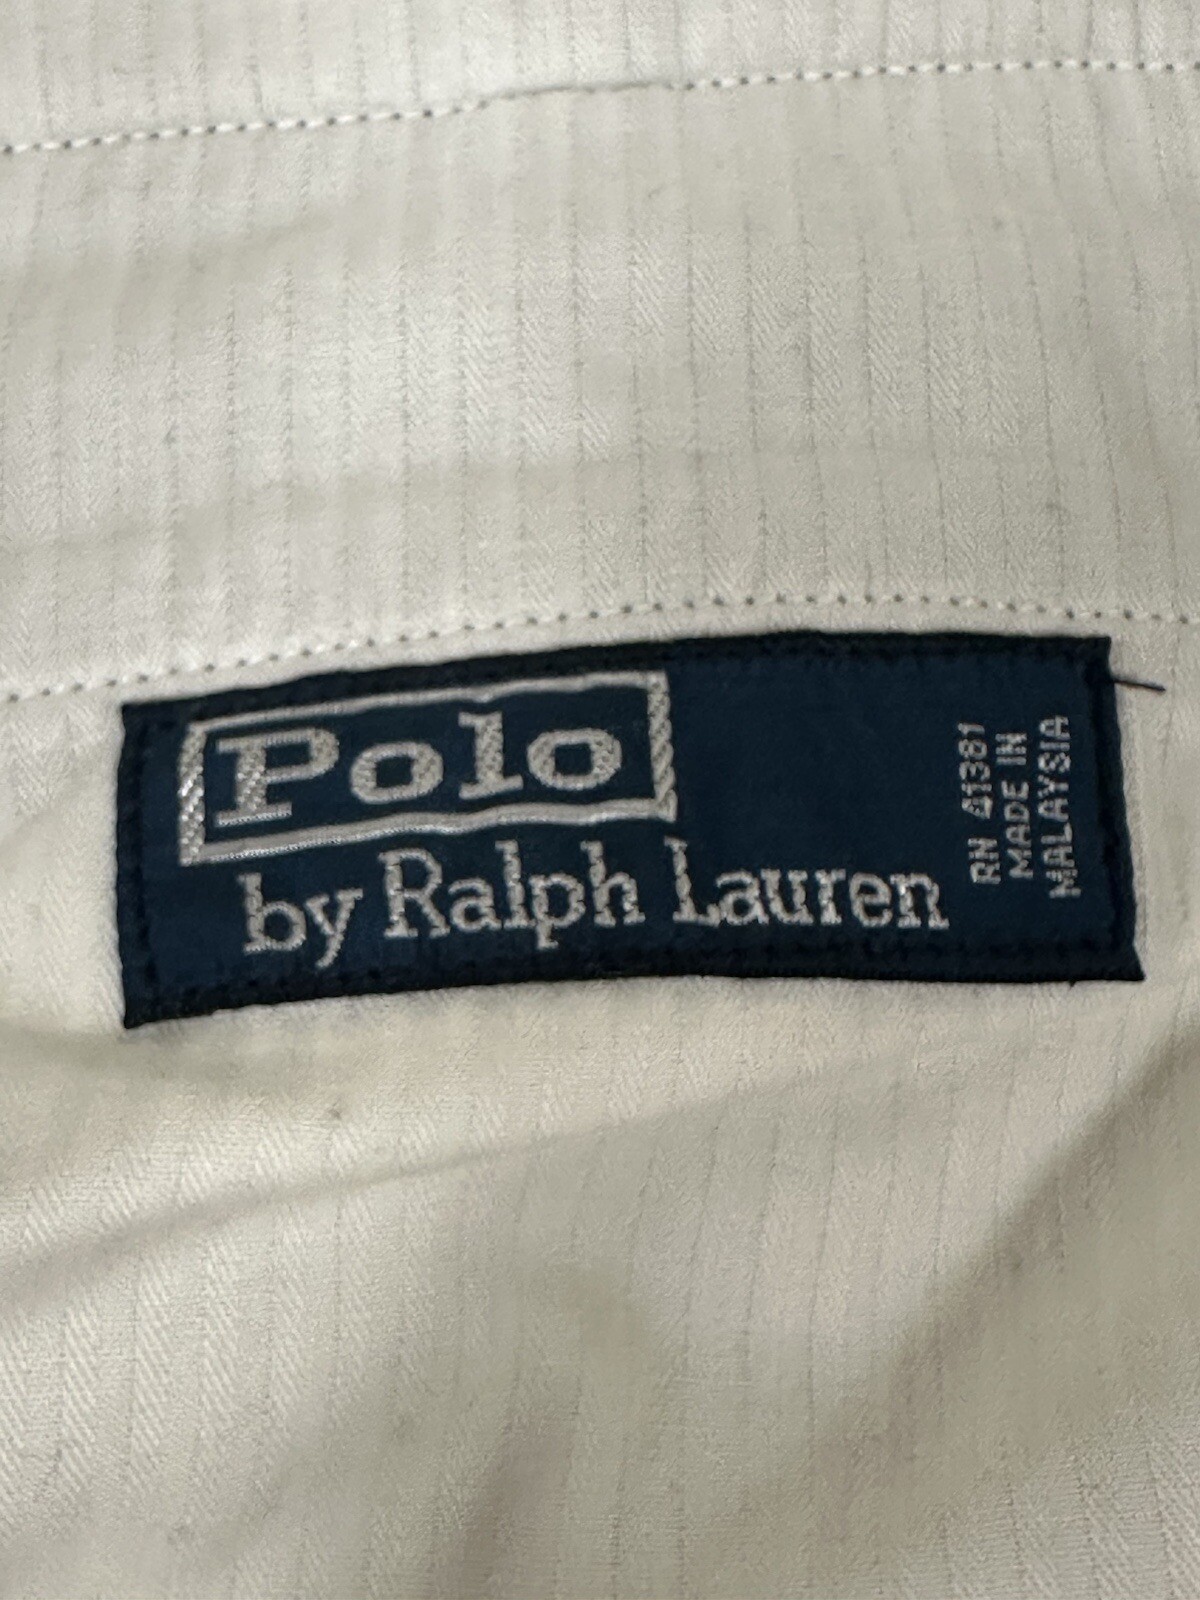 Polo
by Ralph Lauren
RN 41381
MADE IN
MALAYSIA